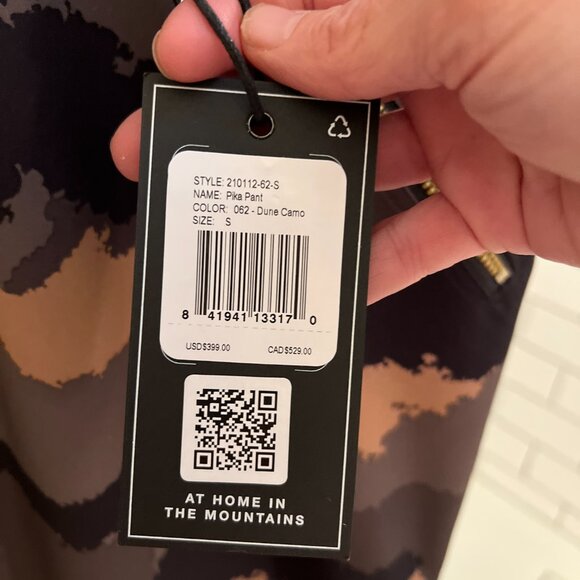 STYLE: 210112-62-S
NAME: Pika Pant
COLOR: 062 - Dune Camo
SIZE: S
8 41941 13317 0
USD$399.00 CAD$529.00
AT HOME IN
THE MOUNTAINS